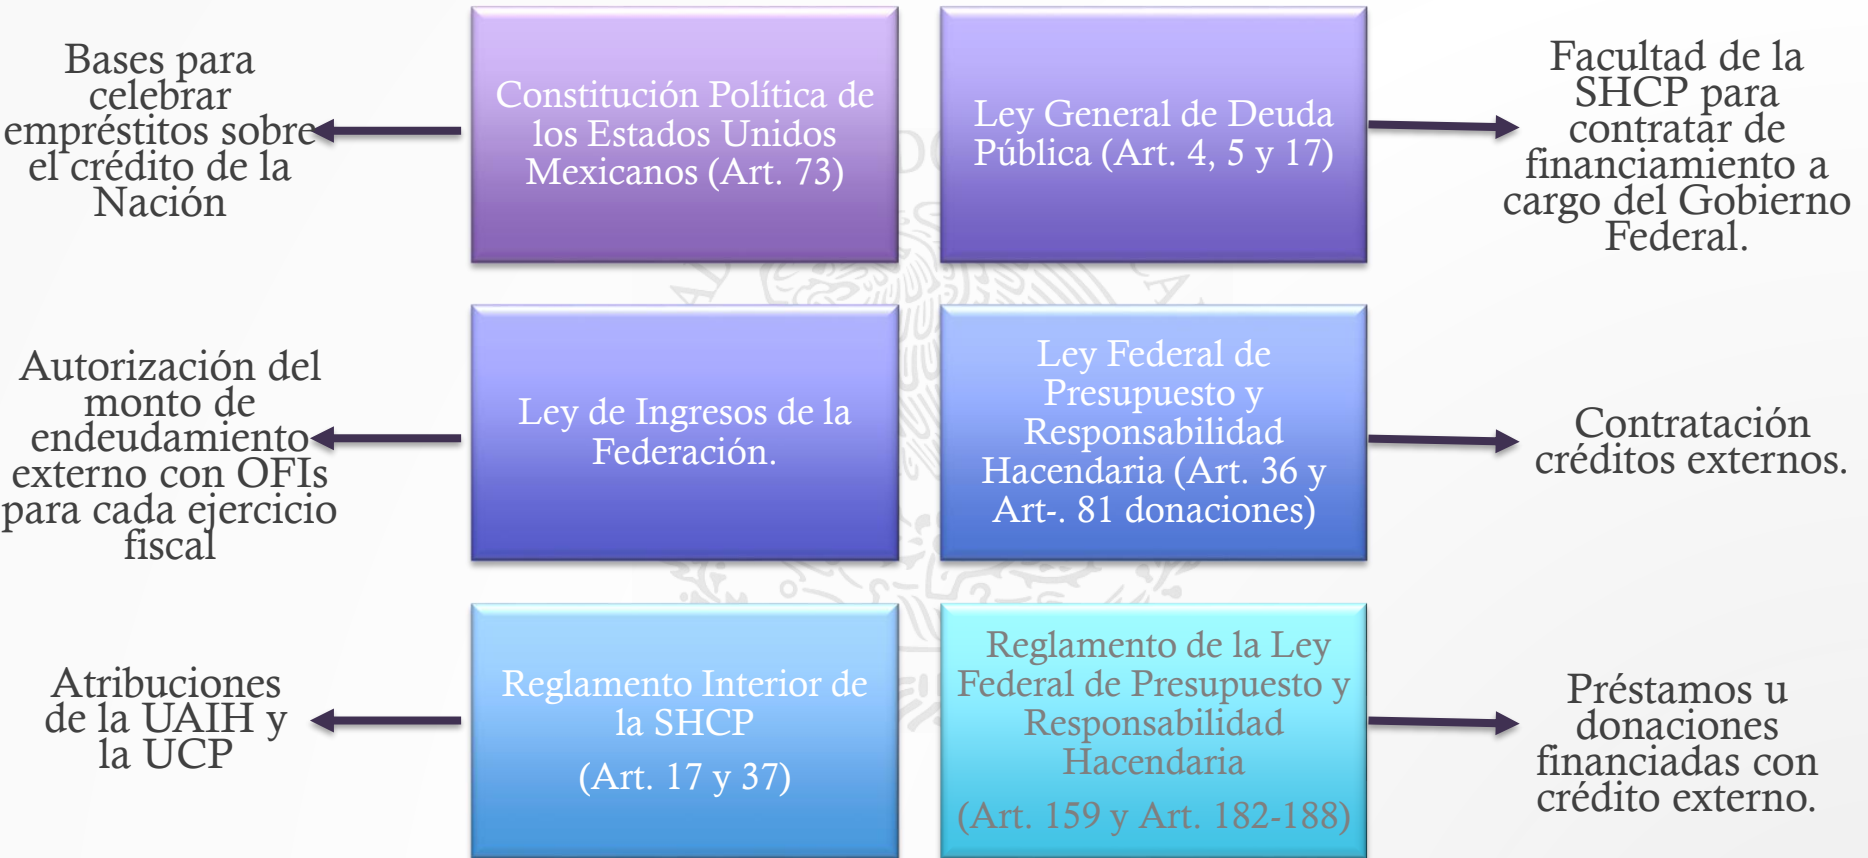 Bases para
celebrar
empréstitos sobre
el crédito de la
Nación
Constitución Política de
los Estados Unidos
Mexicanos (Art. 73)
Ley General de Deuda
Pública (Art. 4, 5 y 17)
Facultad de la
SHCP para
contratar de
financiamiento a
cargo del Gobierno
Federal.
Autorización del
monto de
endeudamiento
externo con OFIs
para cada ejercicio
fiscal
Ley de Ingresos de la
Federación.
Ley Federal de
Presupuesto y
Responsabilidad
Hacendaria (Art. 36 y
Art-. 81 donaciones)
Contratación
créditos externos.
Atribuciones
de la UAIH y
la UCP
Reglamento Interior de
la SHCP
(Art. 17 y 37)
Reglamento de la Ley
Federal de Presupuesto y
Responsabilidad
Hacendaria
(Art. 159 y Art. 182-188)
Préstamos u
donaciones
financiadas con
crédito externo.